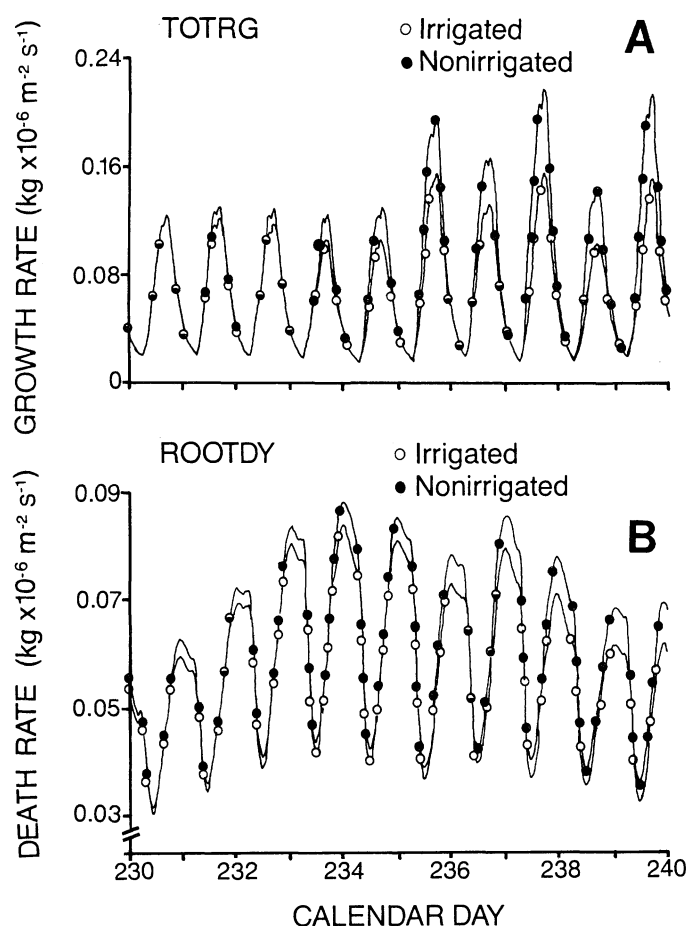 TOTRG
○ Irrigated
● Nonirrigated
A
GROWTH RATE (kg x10⁻⁶ m⁻² s⁻¹)
0.24
0.16
0.08
0
ROOTDY
○ Irrigated
● Nonirrigated
B
DEATH RATE (kg x10⁻⁶ m⁻² s⁻¹)
0.09
0.07
0.05
0.03
230 232 234 236 238 240
CALENDAR DAY